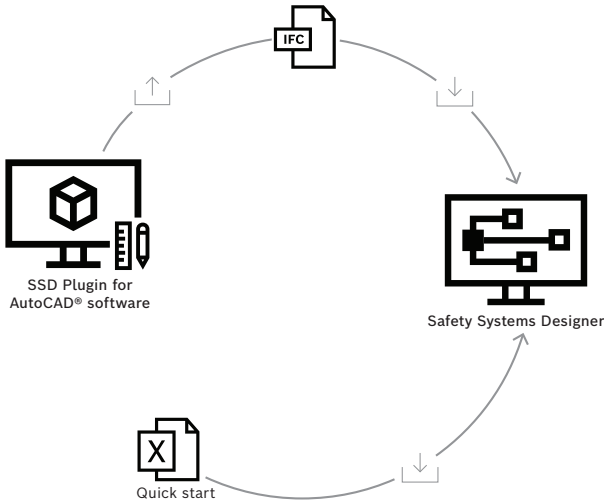 IFC
SSD Plugin for
AutoCAD® software
Safety Systems Designer
X
Quick start